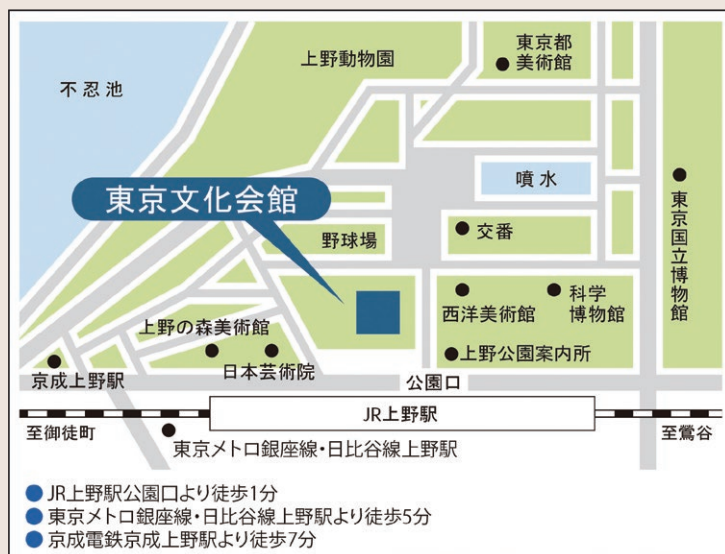 不忍池
上野動物園
東京都
美術館
噴水
東京文化会館
野球場
交番
東京国立博物館
西洋美術館
科学
博物館
上野の森美術館
日本芸術院
上野公園案内所
京成上野駅
公園口
JR上野駅
至御徒町
至鶯谷
東京メトロ銀座線・日比谷線上野駅
●JR上野駅公園口より徒歩1分
●東京メトロ銀座線・日比谷線上野駅より徒歩5分
●京成電鉄京成上野駅より徒歩7分